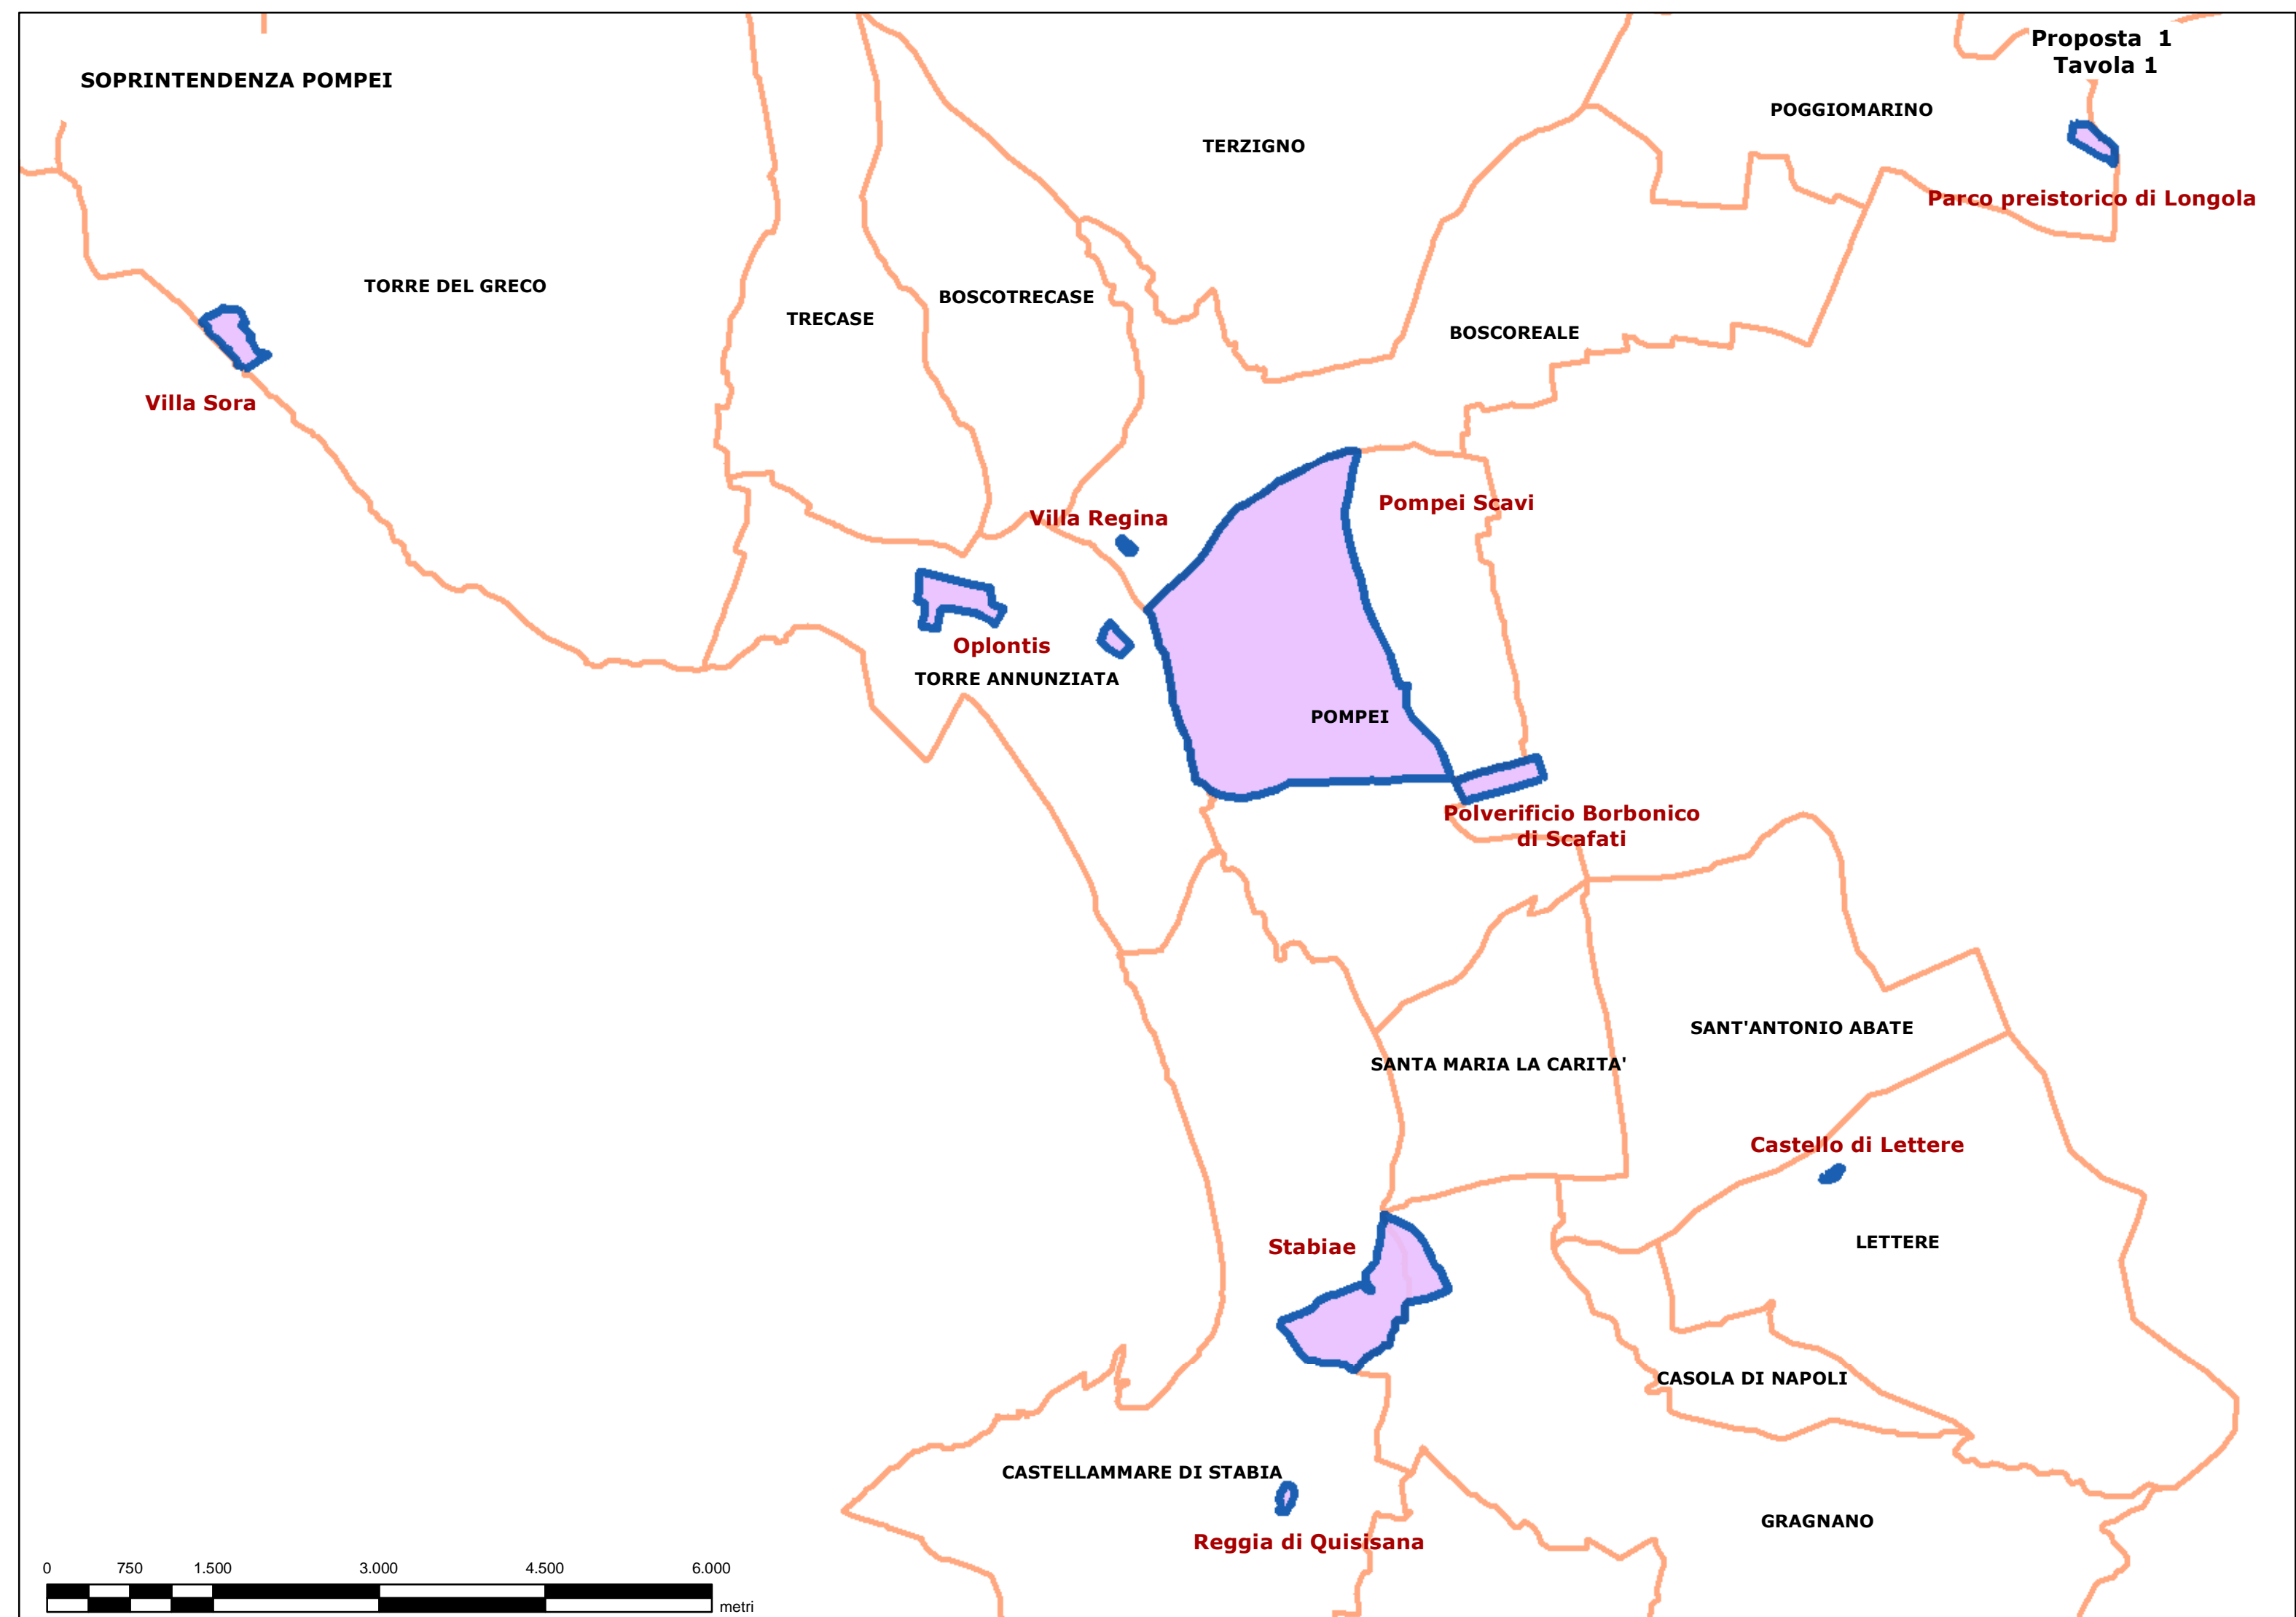 Proposta  1
Tavola 1
SOPRINTENDENZA POMPEI
POGGIOMARINO
TERZIGNO
Parco preistorico di Longola
TORRE DEL GRECO
BOSCOTRECASE
TRECASE
BOSCOREALE
Villa Sora
Pompei Scavi
Villa Regina
Oplontis
TORRE ANNUNZIATA
POMPEI
Polverificio Borbonico
di Scafati
SANT'ANTONIO ABATE
SANTA MARIA LA CARITA'
Castello di Lettere
LETTERE
Stabiae
CASOLA DI NAPOLI
CASTELLAMMARE DI STABIA
GRAGNANO
Reggia di Quisisana
0 750 1.500 3.000 4.500 6.000
metri